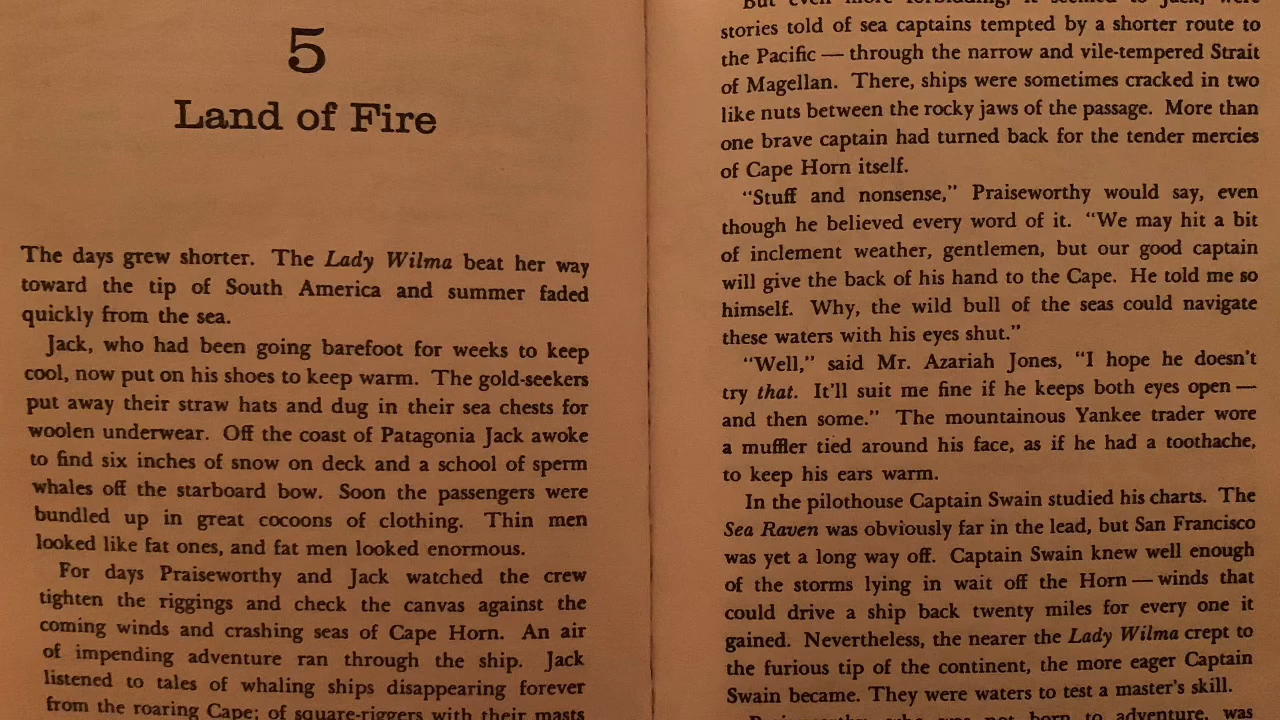 5
Land of Fire
The days grew shorter. The Lady Wilma beat her way
toward the tip of South America and summer faded
quickly from the sea.
Jack, who had been going barefoot for weeks to keep
cool, now put on his shoes to keep warm. The gold-seekers
put away their straw hats and dug in their sea chests for
woolen underwear. Off the coast of Patagonia Jack awoke
to find six inches of snow on deck and a school of sperm
whales off the starboard bow. Soon the passengers were
bundled up in great cocoons of clothing. Thin men
looked like fat ones, and fat men looked enormous.
For days Praiseworthy and Jack watched the crew
tighten the riggings and check the canvas against the
coming winds and crashing seas of Cape Horn. An air
of impending adventure ran through the ship. Jack
listened to tales of whaling ships disappearing forever
from the roaring Cape; of square-riggers with their masts
But even more forbidding, it seemed to Jack, were
stories told of sea captains tempted by a shorter route to
the Pacific — through the narrow and vile-tempered Strait
of Magellan. There, ships were sometimes cracked in two
like nuts between the rocky jaws of the passage. More than
one brave captain had turned back for the tender mercies
of Cape Horn itself.
“Stuff and nonsense,” Praiseworthy would say, even
though he believed every word of it. “We may hit a bit
of inclement weather, gentlemen, but our good captain
will give the back of his hand to the Cape. He told me so
himself. Why, the wild bull of the seas could navigate
these waters with his eyes shut.”
“Well,” said Mr. Azariah Jones, “I hope he doesn’t
try that. It’ll suit me fine if he keeps both eyes open —
and then some.” The mountainous Yankee trader wore
a muffler tied around his face, as if he had a toothache,
to keep his ears warm.
In the pilothouse Captain Swain studied his charts. The
Sea Raven was obviously far in the lead, but San Francisco
was yet a long way off. Captain Swain knew well enough
of the storms lying in wait off the Horn — winds that
could drive a ship back twenty miles for every one it
gained. Nevertheless, the nearer the Lady Wilma crept to
the furious tip of the continent, the more eager Captain
Swain became. They were waters to test a master’s skill.
Praiseworthy, who was not born to adventure, was